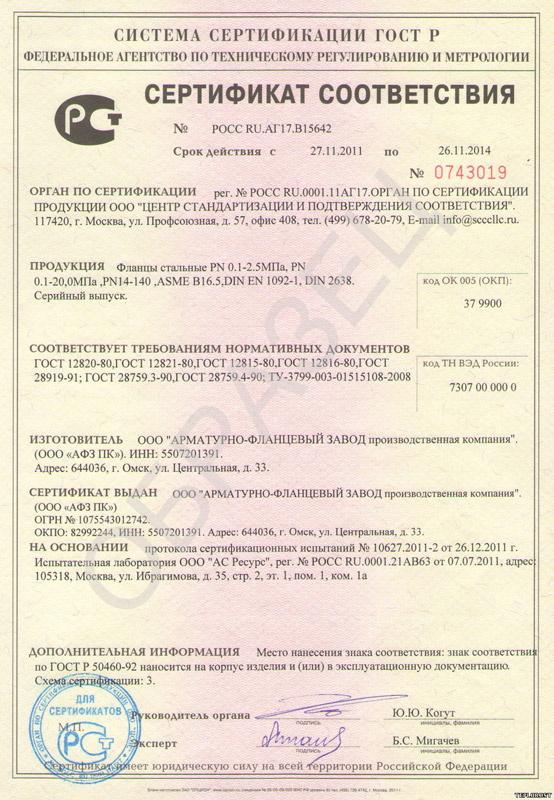 СИСТЕМА СЕРТИФИКАЦИИ ГОСТ Р
ФЕДЕРАЛЬНОЕ АГЕНТСТВО ПО ТЕХНИЧЕСКОМУ РЕГУЛИРОВАНИЮ И МЕТРОЛОГИИ
СЕРТИФИКАТ СООТВЕТСТВИЯ
№ РОСС RU.АГ17.В15642
Срок действия с 27.11.2011 по 26.11.2014
№ 0743019
ОРГАН ПО СЕРТИФИКАЦИИ рег. № РОСС RU.0001.11АГ17.ОРГАН ПО СЕРТИФИКАЦИИ
ПРОДУКЦИИ ООО "ЦЕНТР СТАНДАРТИЗАЦИИ И ПОДТВЕРЖДЕНИЯ СООТВЕТСТВИЯ".
117420, г. Москва, ул. Профсоюзная, д. 57, офис 408, тел. (499) 678-20-79, E-mail info@scccllc.ru.
ПРОДУКЦИЯ Фланцы стальные PN 0.1-2.5МПа, PN
0.1-20,0МПа ,PN14-140 ,ASME B16.5,DIN EN 1092-1, DIN 2638.
Серийный выпуск.
код ОК 005 (ОКП):
37 9900
СООТВЕТСТВУЕТ ТРЕБОВАНИЯМ НОРМАТИВНЫХ ДОКУМЕНТОВ
ГОСТ 12820-80,ГОСТ 12821-80,ГОСТ 12815-80,ГОСТ 12816-80,ГОСТ
28919-91; ГОСТ 28759.3-90,ГОСТ 28759.4-90; ТУ-3799-003-01515108-2008
код ТН ВЭД России:
7307 00 000 0
ИЗГОТОВИТЕЛЬ ООО "АРМАТУРНО-ФЛАНЦЕВЫЙ ЗАВОД производственная компания".
(ООО «АФЗ ПК»). ИНН: 5507201391.
Адрес: 644036, г. Омск, ул. Центральная, д. 33.
СЕРТИФИКАТ ВЫДАН ООО "АРМАТУРНО-ФЛАНЦЕВЫЙ ЗАВОД производственная компания".
(ООО «АФЗ ПК»)
ОГРН № 1075543012742.
ОКПО: 82992244, ИНН: 5507201391. Адрес: 644036, г. Омск, ул. Центральная, д. 33.
НА ОСНОВАНИИ протокола сертификационных испытаний № 10627.2011-2 от 26.12.2011 г.
Испытательная лаборатория ООО "АС Ресурс", рег. № РОСС RU.0001.21АВ63 от 07.07.2011, адрес:
105318, Москва, ул. Ибрагимова, д. 35, стр. 2, эт. 1, пом. 1, ком. 1а
ДОПОЛНИТЕЛЬНАЯ ИНФОРМАЦИЯ Место нанесения знака соответствия: знак соответствия
по ГОСТ Р 50460-92 наносится на корпус изделия и (или) в эксплуатационную документацию.
Схема сертификации: 3.
ДЛЯ
СЕРТИФИКАТОВ
М.П.
Руководитель органа
подпись
Ю.Ю. Когут
инициалы, фамилия
Эксперт
подпись
Б.С. Мигачев
инициалы, фамилия
Сертификат имеет юридическую силу на всей территории Российской Федерации
ОБРАЗЕЦ
TEPLOROST